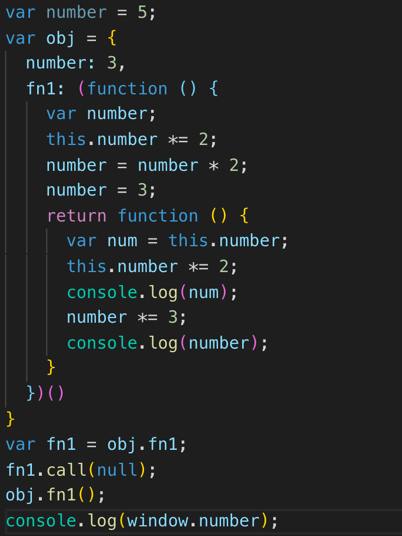 var number = 5;
var obj = {
  number: 3,
  fn1: (function () {
    var number;
    this.number *= 2;
    number = number * 2;
    number = 3;
    return function () {
      var num = this.number;
      this.number *= 2;
      console.log(num);
      number *= 3;
      console.log(number);
    }
  })()
}
var fn1 = obj.fn1;
fn1.call(null);
obj.fn1();
console.log(window.number);